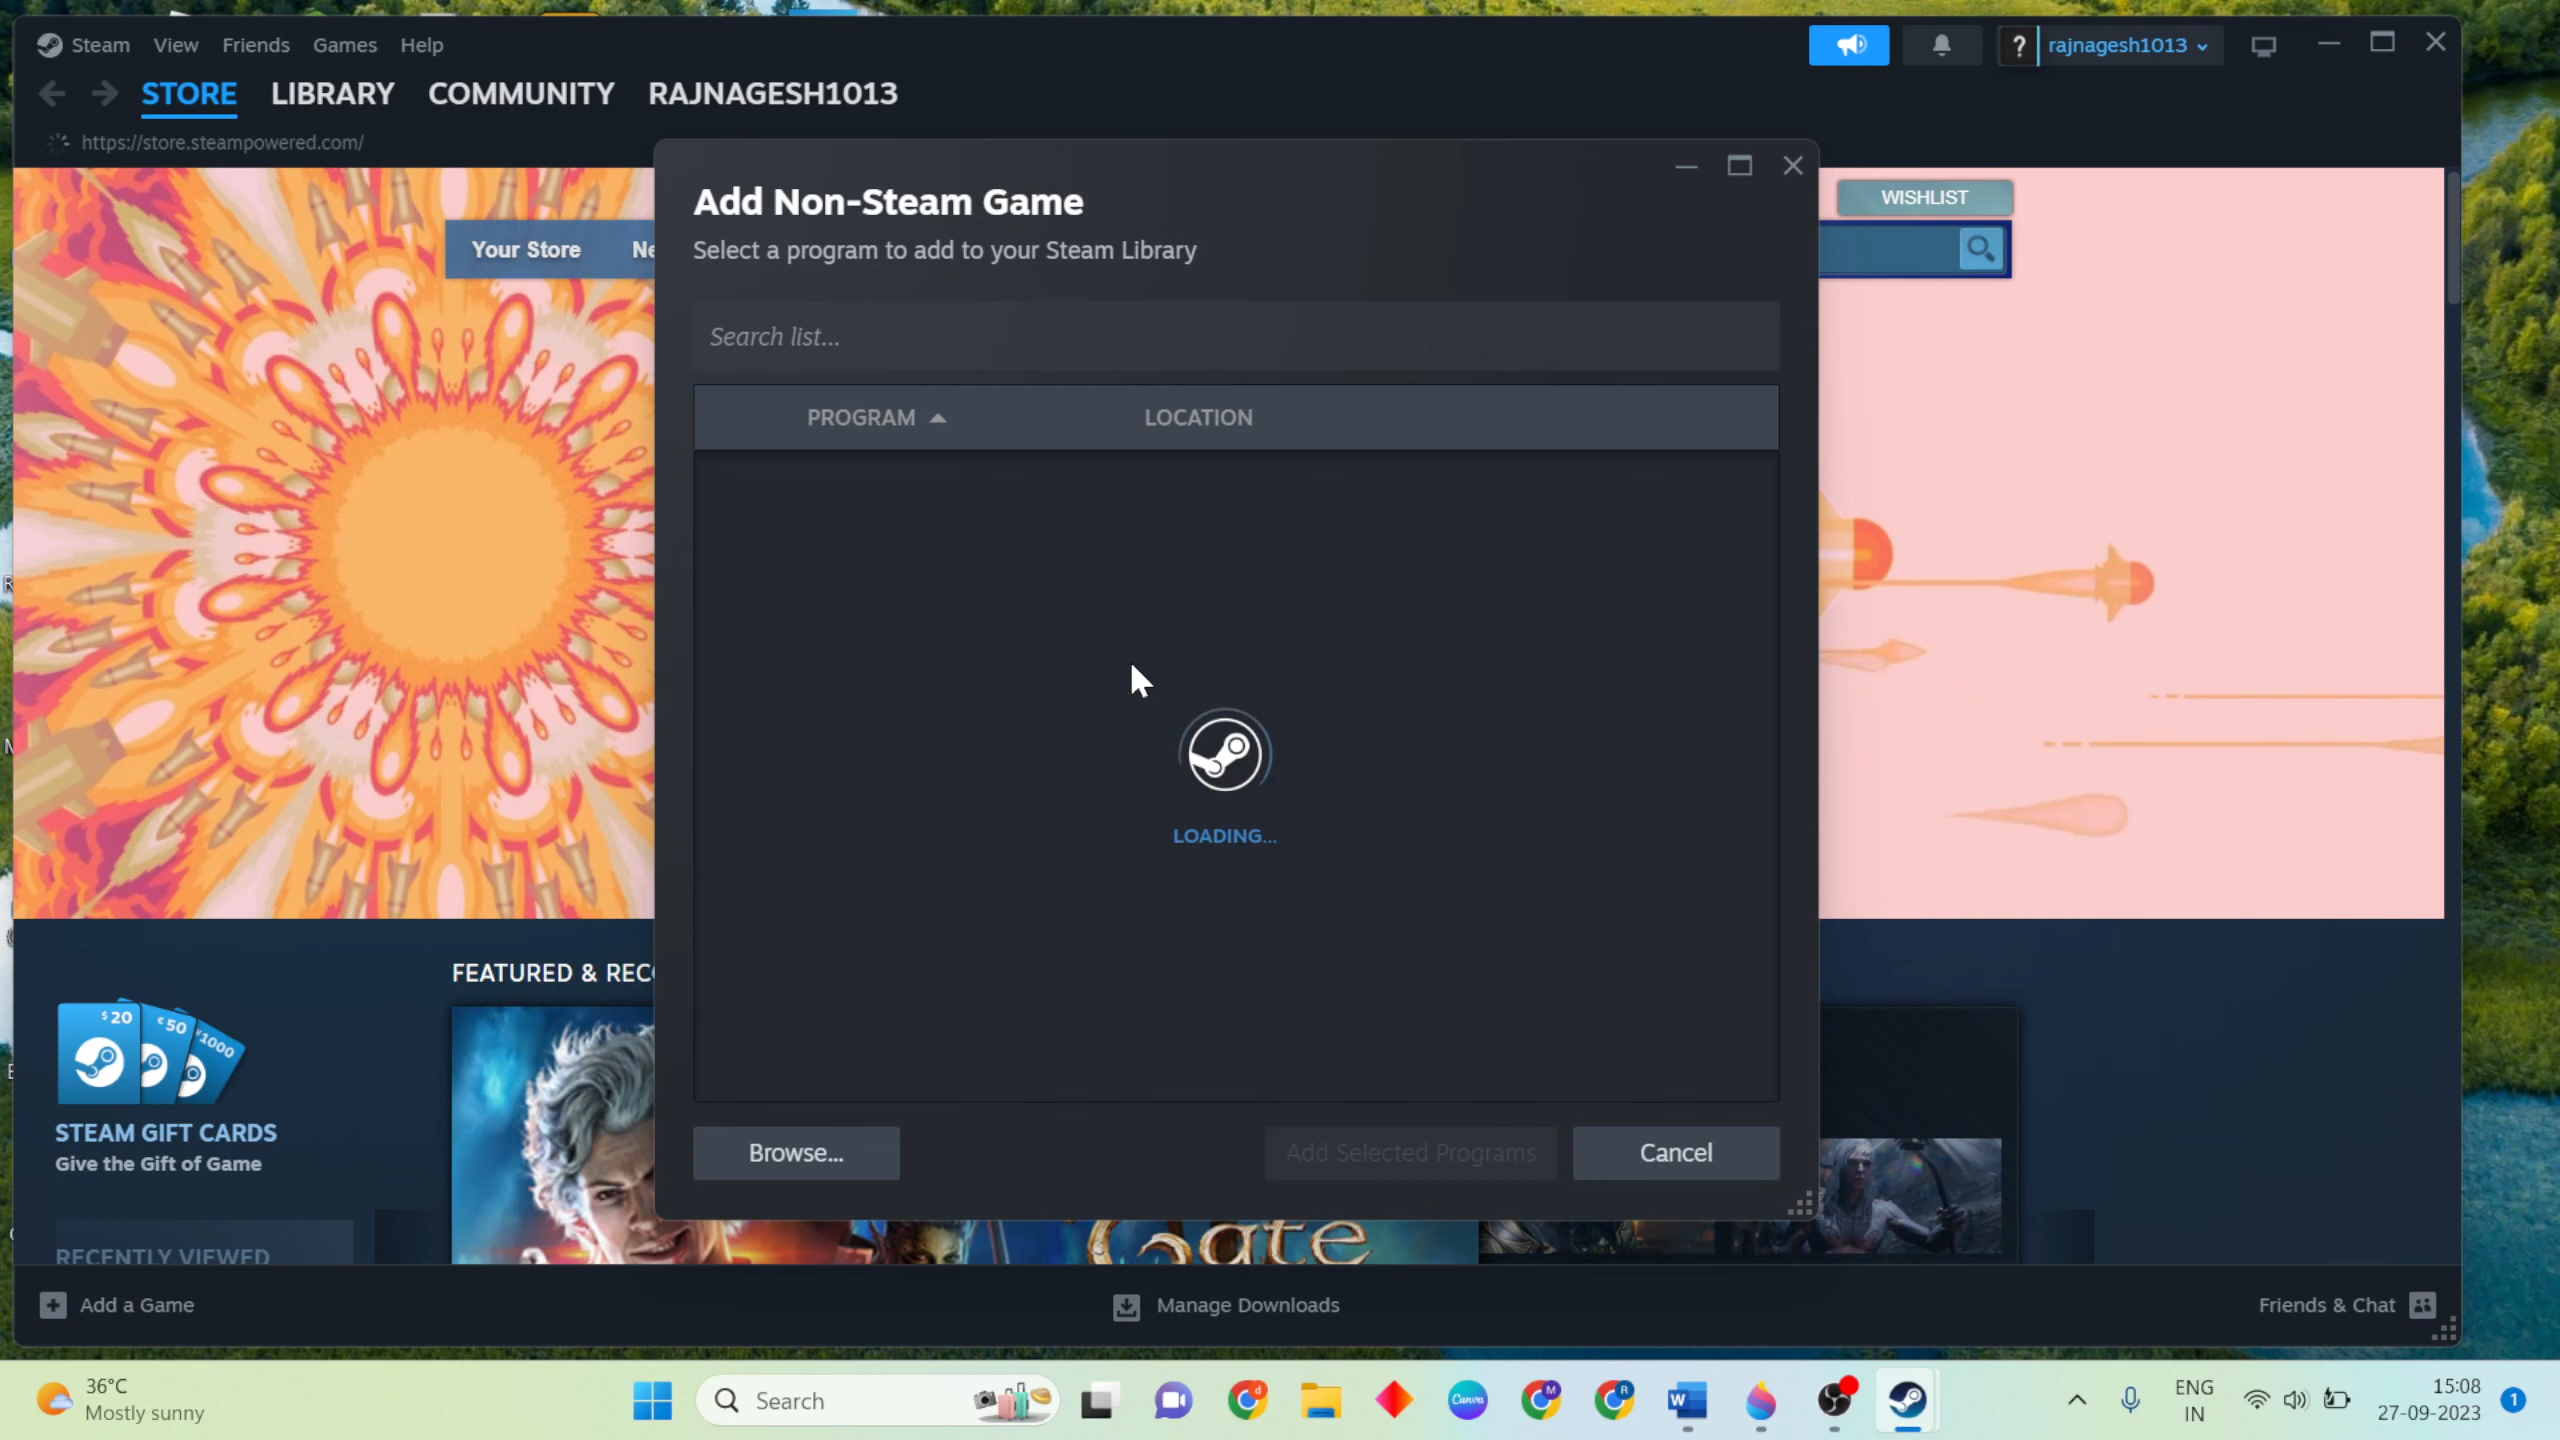 Steam View Friends Games Help
? rajnagesh1013
STORE LIBRARY COMMUNITY RAJNAGESH1013
https://store.steampowered.com/
WISHLIST
Your Store
Add Non-Steam Game
Select a program to add to your Steam Library
Search list...
PROGRAM LOCATION
LOADING...
Browse...
Add Selected Programs
Cancel
FEATURED &
$20 €50 ¥1000
STEAM GIFT CARDS
Give the Gift of Game
RECENTLY VIEWED
Gate
Add a Game
Manage Downloads
Friends & Chat
36°C
Mostly sunny
Search
Canva
ENG
IN
15:08
27-09-2023
1